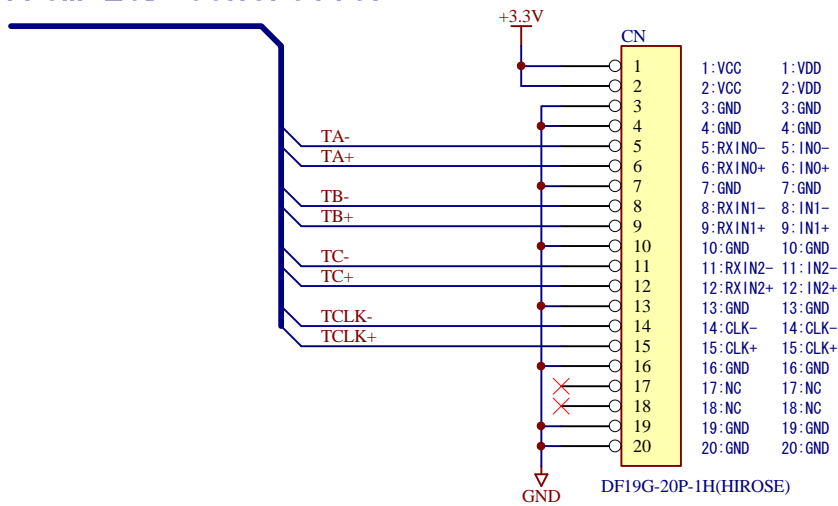 +3.3V
CN
1 1:VCC 1:VDD
2 2:VCC 2:VDD
3 3:GND 3:GND
4 4:GND 4:GND
TA- 5 5:RXIN0- 5:IN0-
TA+ 6 6:RXIN0+ 6:IN0+
7 7:GND 7:GND
TB- 8 8:RXIN1- 8:IN1-
TB+ 9 9:RXIN1+ 9:IN1+
10 10:GND 10:GND
TC- 11 11:RXIN2- 11:IN2-
TC+ 12 12:RXIN2+ 12:IN2+
13 13:GND 13:GND
TCLK- 14 14:CLK- 14:CLK-
TCLK+ 15 15:CLK+ 15:CLK+
16 16:GND 16:GND
17 17:NC 17:NC
18 18:NC 18:NC
19 19:GND 19:GND
20 20:GND 20:GND
GND
DF19G-20P-1H(HIROSE)